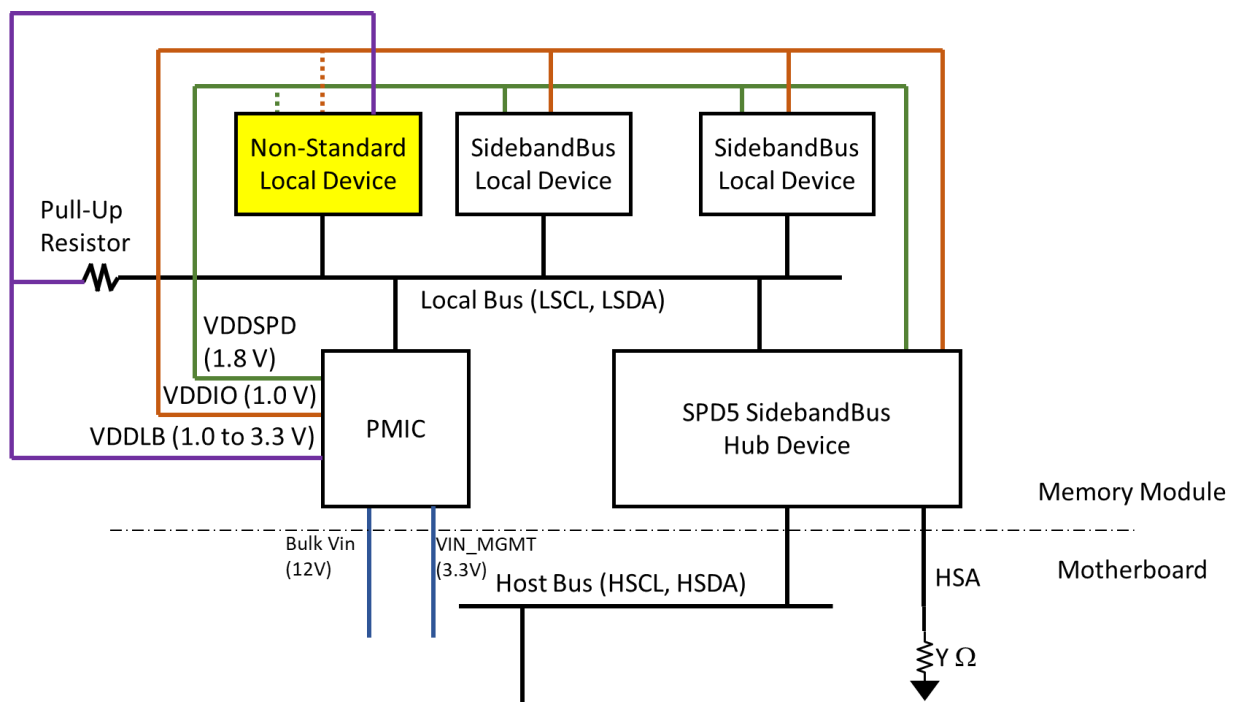 Non-Standard
Local Device
SidebandBus
Local Device
SidebandBus
Local Device
Pull-Up
Resistor
Local Bus (LSCL, LSDA)
VDDSPD
(1.8 V)
VDDIO (1.0 V)
VDDLB (1.0 to 3.3 V)
PMIC
SPD5 SidebandBus
Hub Device
Memory Module
Bulk Vin
(12V)
VIN_MGMT
(3.3V)
Host Bus (HSCL, HSDA)
HSA
Motherboard
Y Ω